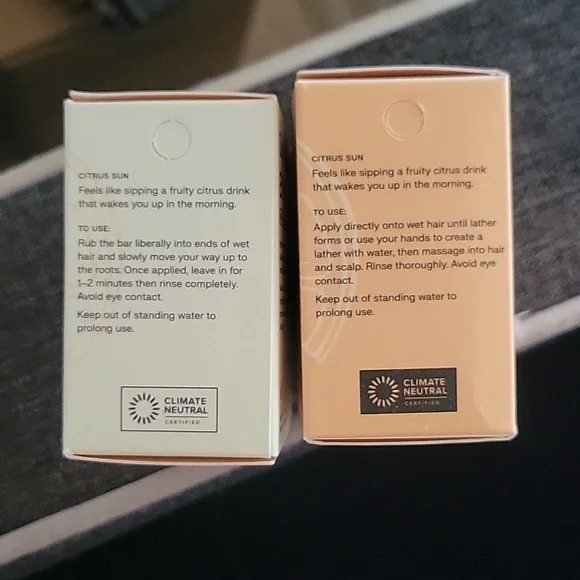 CITRUS SUN
Feels like sipping a fruity citrus drink
that wakes you up in the morning.
TO USE:
Rub the bar liberally into ends of wet
hair and slowly move your way up to
the roots. Once applied, leave in for
1–2 minutes then rinse completely.
Avoid eye contact.
Keep out of standing water to
prolong use.
CLIMATE
NEUTRAL
CERTIFIED
CITRUS SUN
Feels like sipping a fruity citrus drink
that wakes you up in the morning.
TO USE:
Apply directly onto wet hair until lather
forms or use your hands to create a
lather with water, then massage into hair
and scalp. Rinse thoroughly. Avoid eye
contact.
Keep out of standing water to
prolong use.
CLIMATE
NEUTRAL
CERTIFIED